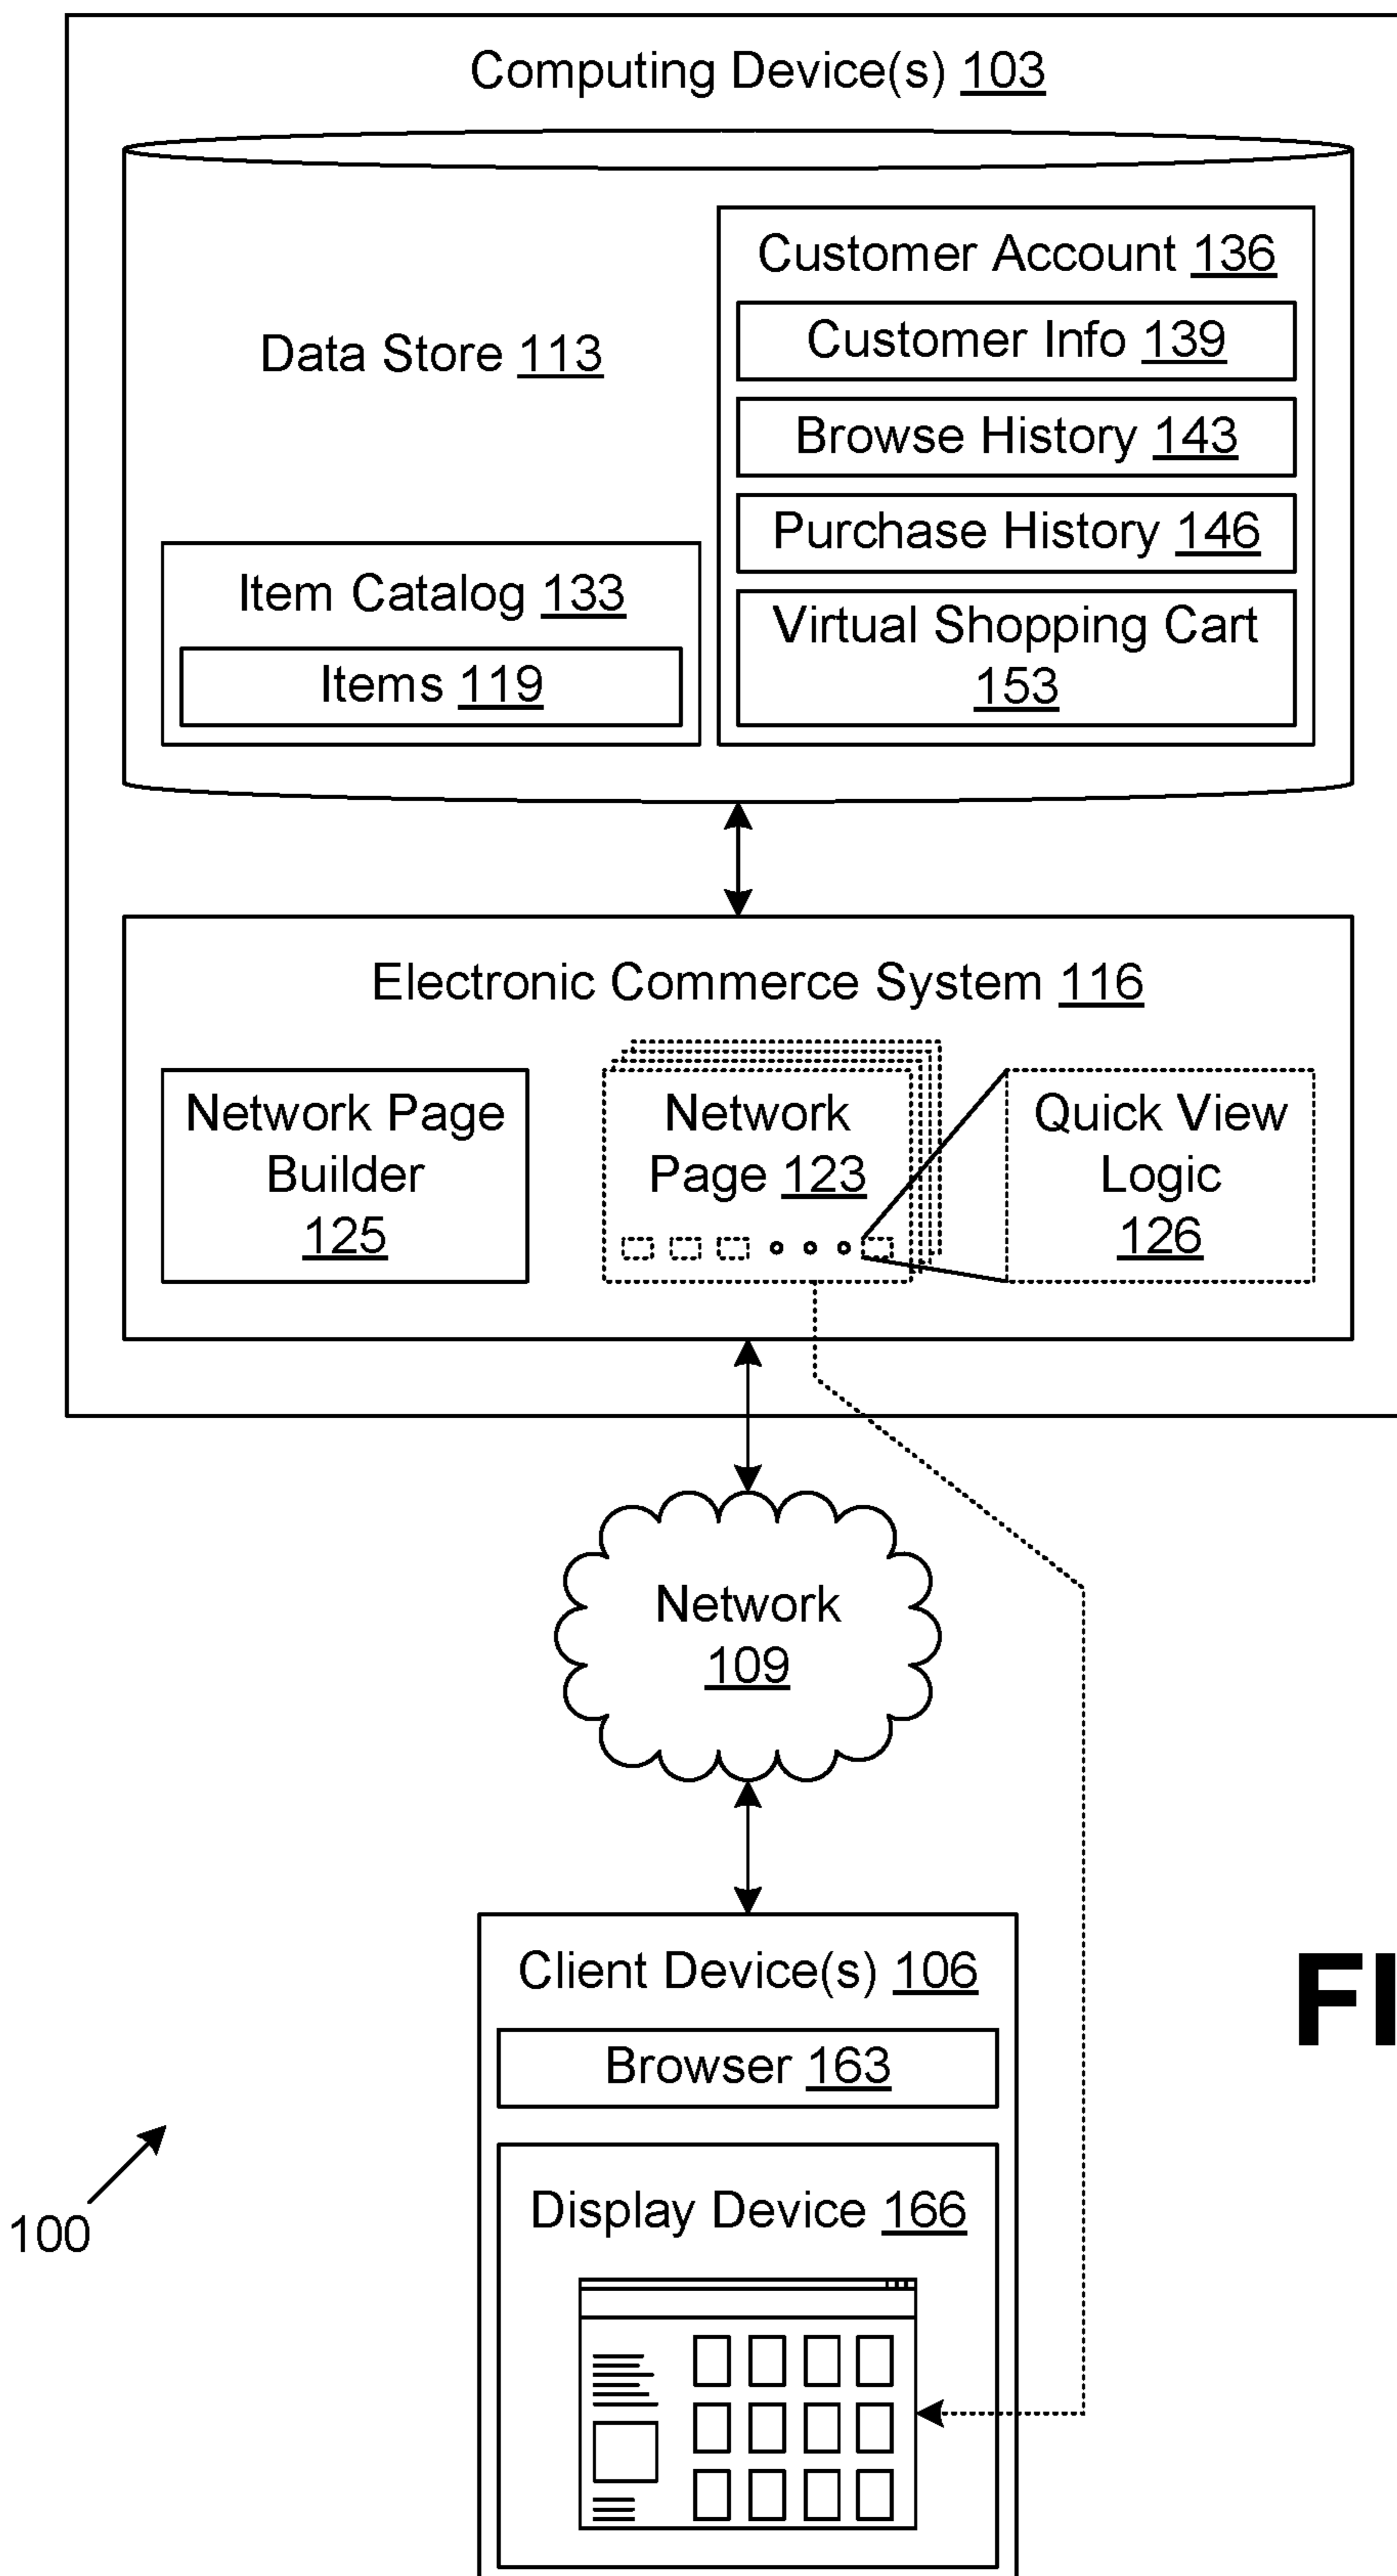 Computing Device(s) 103
Data Store 113
Customer Account 136
Customer Info 139
Browse History 143
Purchase History 146
Virtual Shopping Cart
153
Item Catalog 133
Items 119
Electronic Commerce System 116
Network Page
Builder
125
Network
Page 123
Quick View
Logic
126
Network
109
Client Device(s) 106
Browser 163
Display Device 166
100
FI